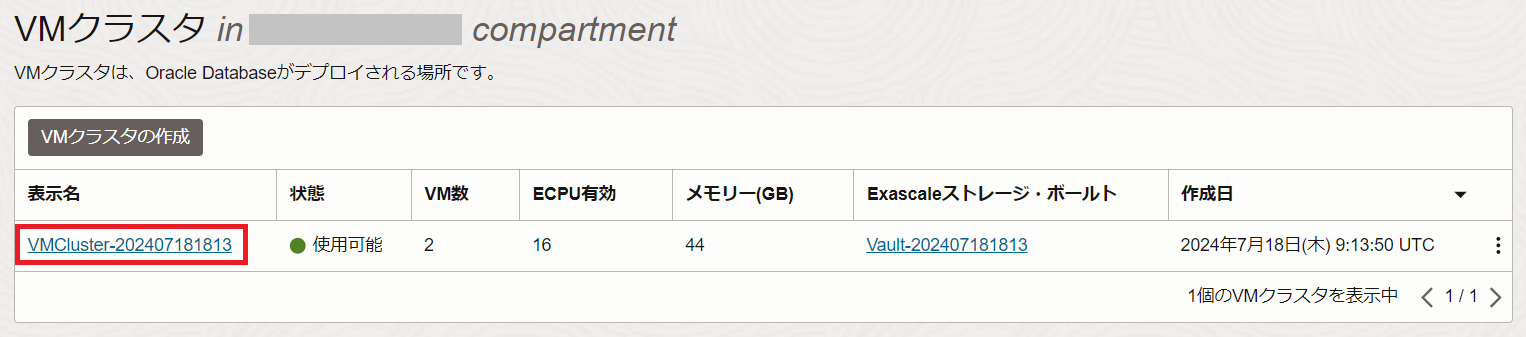 VMクラスタ in compartment
VMクラスタは、Oracle Databaseがデプロイされる場所です。
VMクラスタの作成
表示名 状態 VM数 ECPU有効 メモリー(GB) Exascaleストレージ・ボールト 作成日
VMCluster-202407181813 使用可能 2 16 44 Vault-202407181813 2024年7月18日(木) 9:13:50 UTC
1個のVMクラスタを表示中 1 / 1